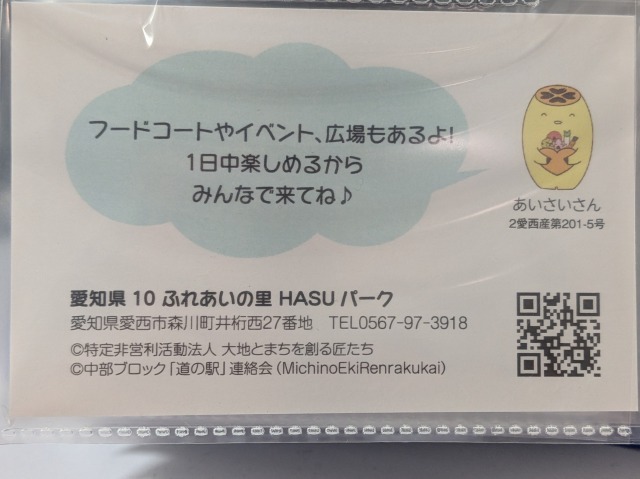 フードコートやイベント、広場もあるよ!
1日中楽しめるから
みんなで来てね♪
あいさいさん
2愛西産第201-5号
愛知県 10 ふれあいの里 HASU パーク
愛知県愛西市森川町井桁西27番地 TEL0567-97-3918
©特定非営利活動法人 大地とまちを創る匠たち
©中部ブロック「道の駅」連絡会(MichinoEkiRenrakukai)